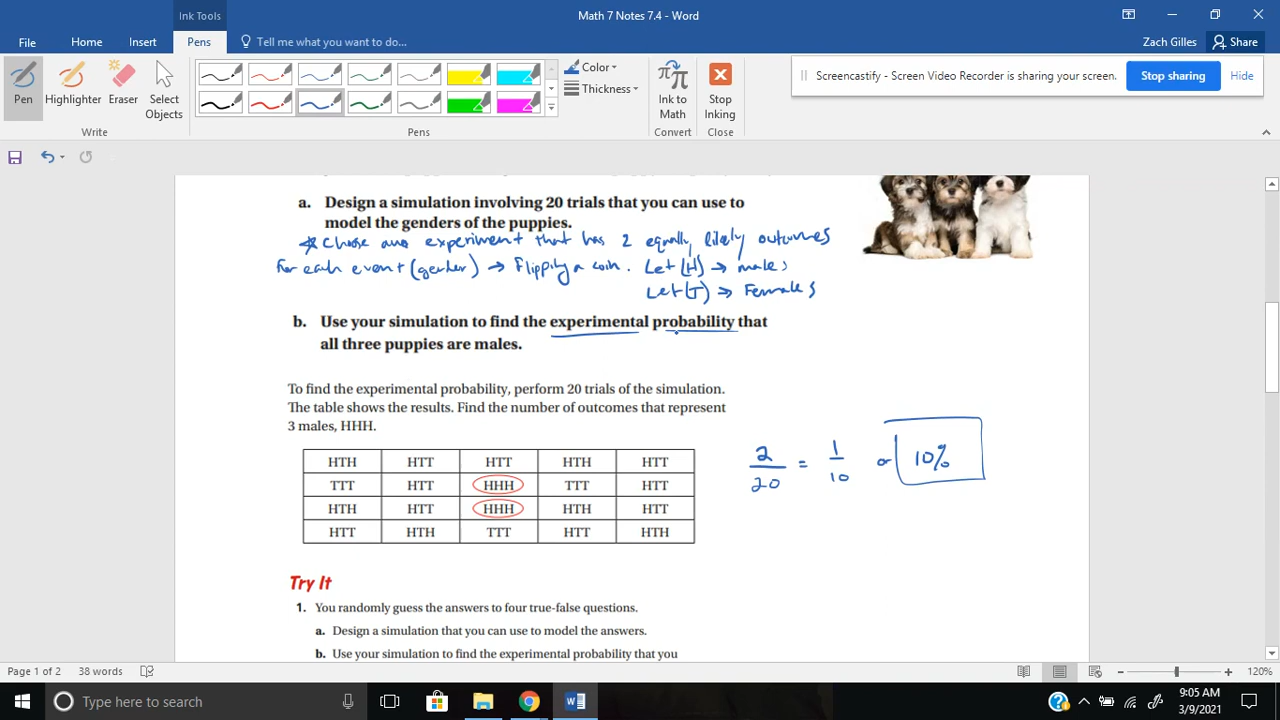 Ink Tools
Math 7 Notes 7.4 - Word
File
Home
Insert
Pens
Tell me what you want to do...
Zach Gilles
Share
Pen
Highlighter
Eraser
Select Objects
Color
Thickness
Ink to Math
Stop Inking
Write
Pens
Convert
Close
Screencastify - Screen Video Recorder is sharing your screen.
Stop sharing
Hide
a. Design a simulation involving 20 trials that you can use to
model the genders of the puppies.
Choose an experiment that has 2 equally likely outcomes
For each event (gender) → Flipping a coin. Let (H) → males
Let (T) → Females
b. Use your simulation to find the experimental probability that
all three puppies are males.
To find the experimental probability, perform 20 trials of the simulation.
The table shows the results. Find the number of outcomes that represent
3 males, HHH.
HTH HTT HTT HTH HTT
TTT HTT HHH TTT HTT
HTH HTT HHH HTH HTT
HTT HTH TTT HTT HTH
2/20 = 1/10 or 10%
Try It
1. You randomly guess the answers to four true-false questions.
a. Design a simulation that you can use to model the answers.
b. Use your simulation to find the experimental probability that you
Page 1 of 2
38 words
120%
Type here to search
9:05 AM
3/9/2021